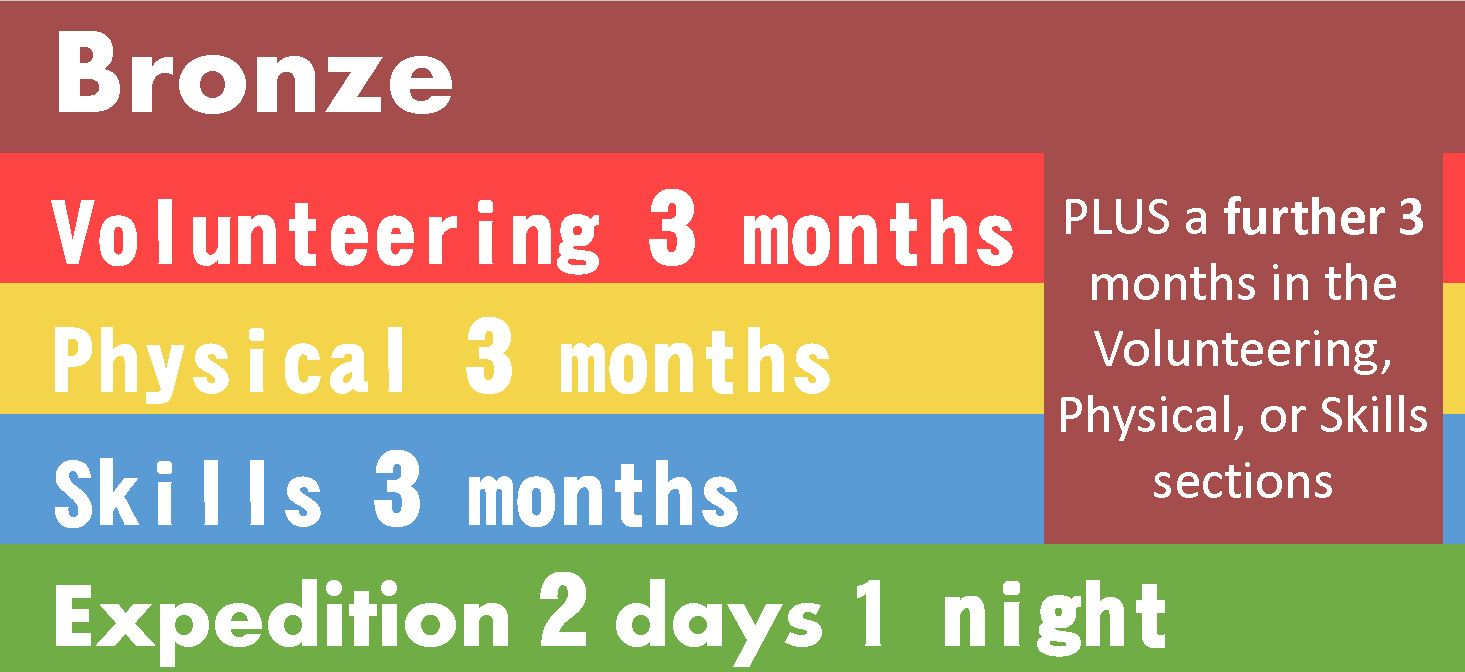 Bronze
Volunteering 3 months
Physical 3 months
Skills 3 months
PLUS a further 3
months in the
Volunteering,
Physical, or Skills
sections
Expedition 2 days 1 night